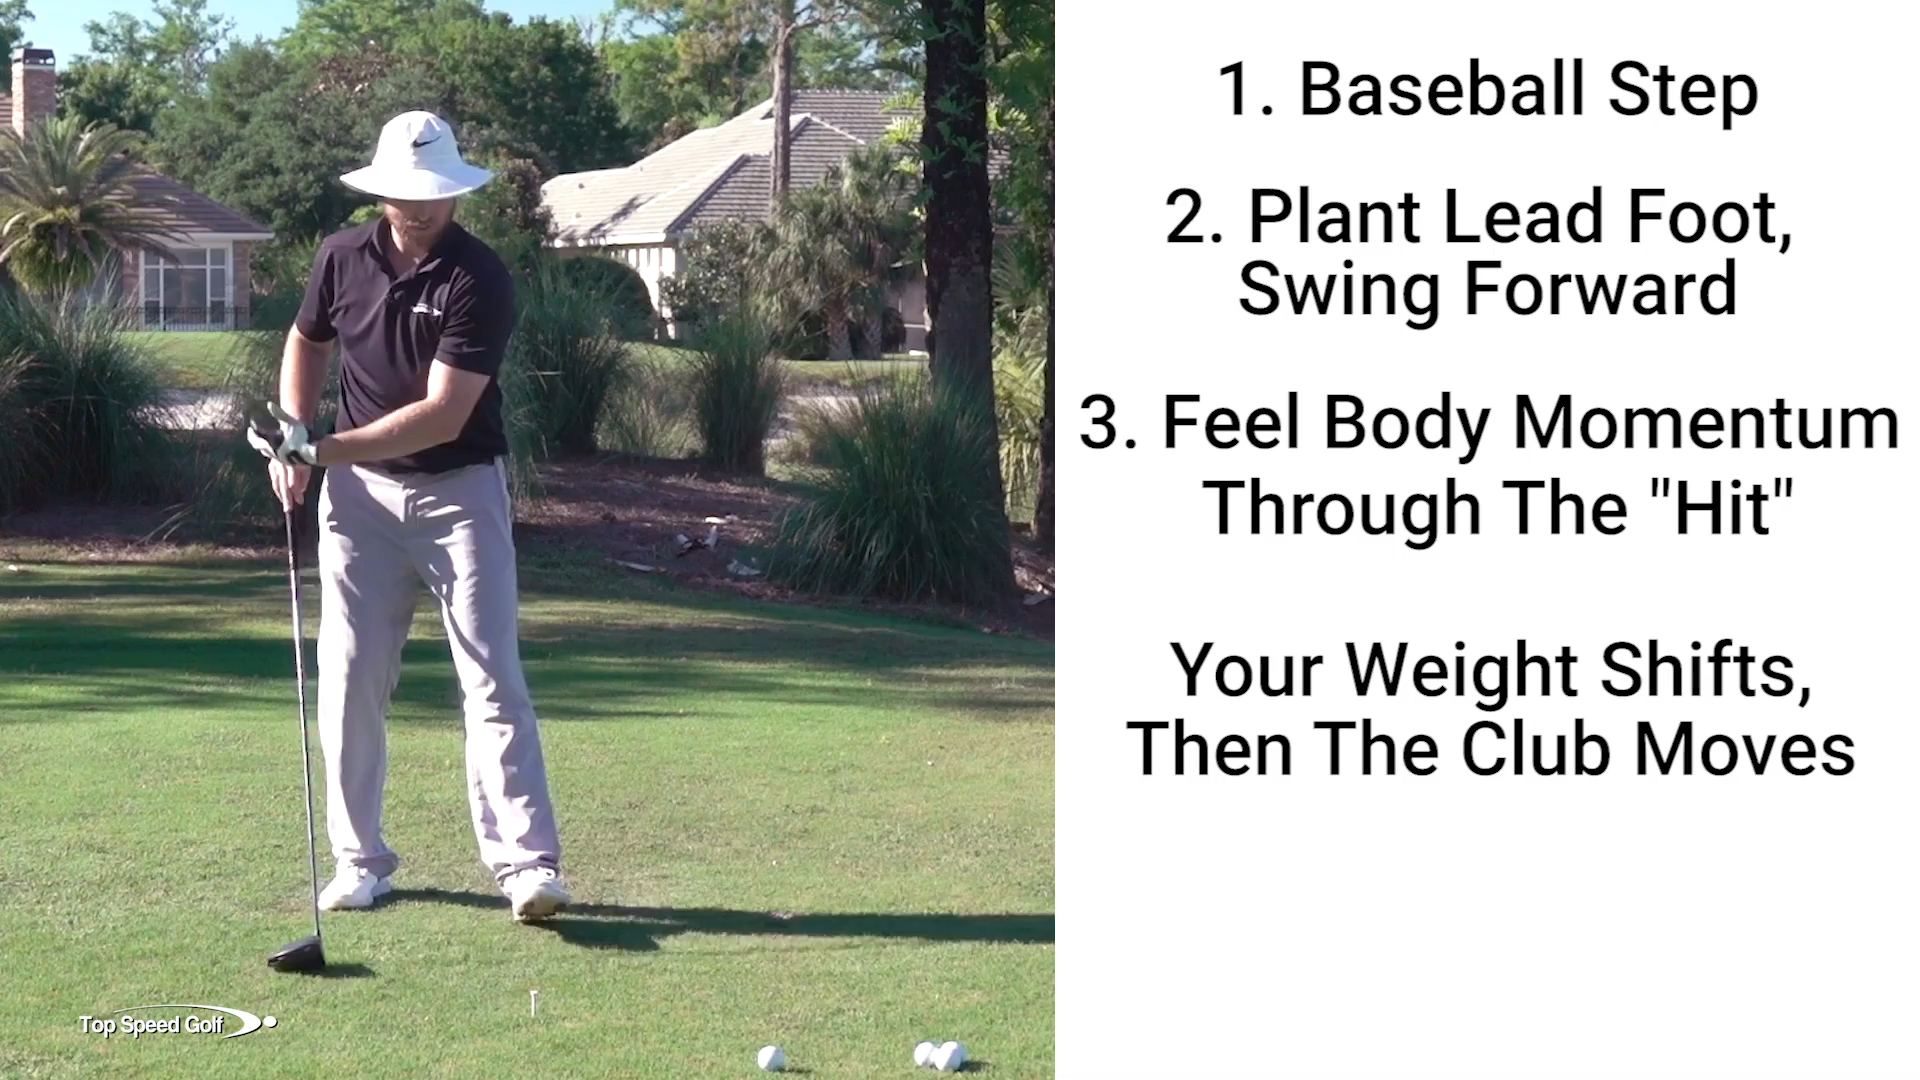 1. Baseball Step
2. Plant Lead Foot,
Swing Forward
3. Feel Body Momentum
Through The "Hit"
Your Weight Shifts,
Then The Club Moves
Top Speed Golf